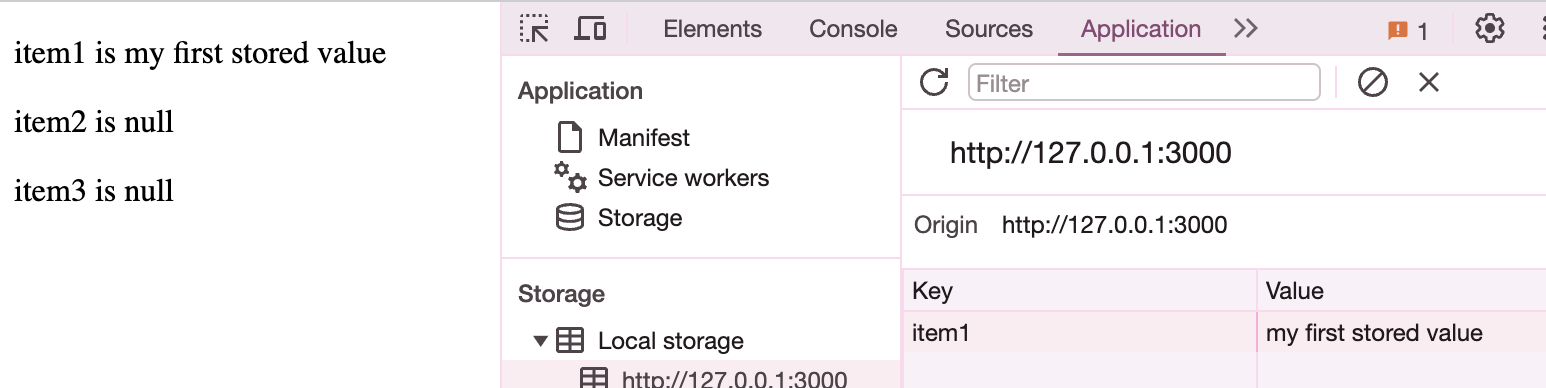 item1 is my first stored value
item2 is null
item3 is null
Elements Console Sources Application 1
Application
Manifest
Service workers
Storage
Storage
Local storage
http://127.0.0.1:3000
Filter
http://127.0.0.1:3000
Origin http://127.0.0.1:3000
Key Value
item1 my first stored value